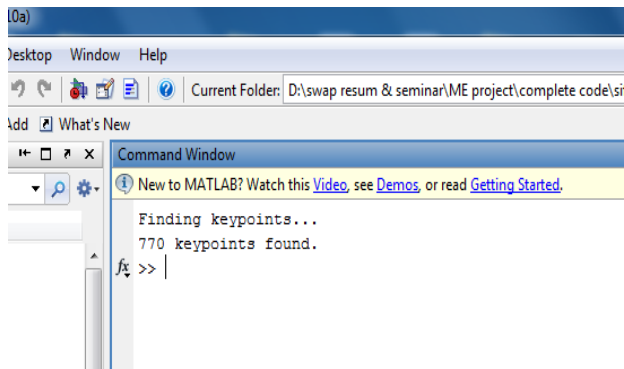 10a)
Desktop Window Help
Current Folder: D:\swap resum & seminar\ME project\complete code\si
Add What's New
Command Window
New to MATLAB? Watch this Video, see Demos, or read Getting Started.
Finding keypoints...
770 keypoints found.
fx >>